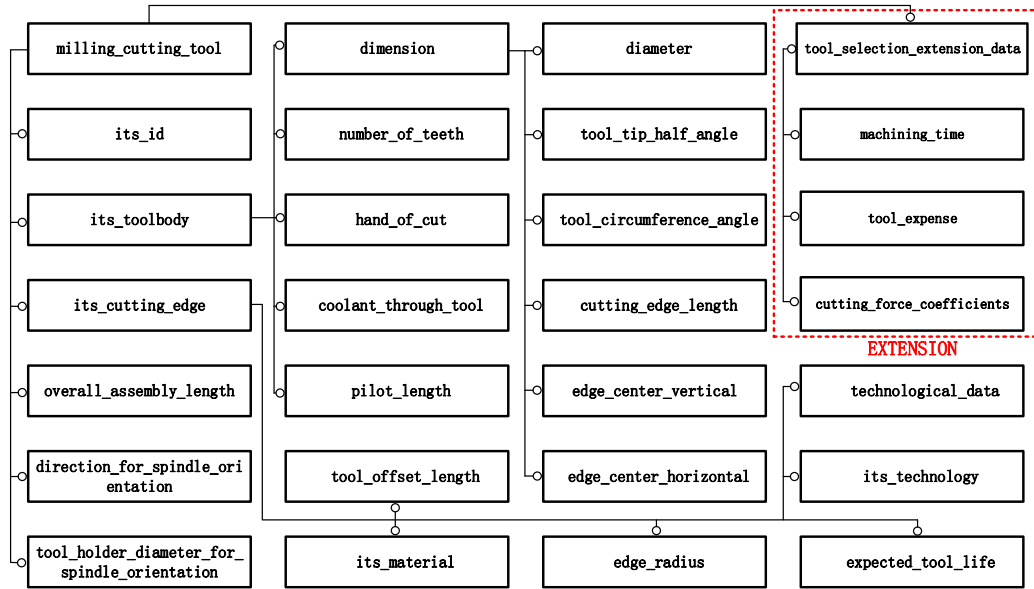 milling_cutting_tool
dimension
diameter
tool_selection_extension_data
its_id
number_of_teeth
tool_tip_half_angle
machining_time
its_toolbody
hand_of_cut
tool_circumference_angle
tool_expense
its_cutting_edge
coolant_through_tool
cutting_edge_length
cutting_force_coefficients
EXTENSION
overall_assembly_length
pilot_length
edge_center_vertical
technological_data
direction_for_spindle_ori
entation
tool_offset_length
edge_center_horizontal
its_technology
tool_holder_diameter_for_
spindle_orientation
its_material
edge_radius
expected_tool_life